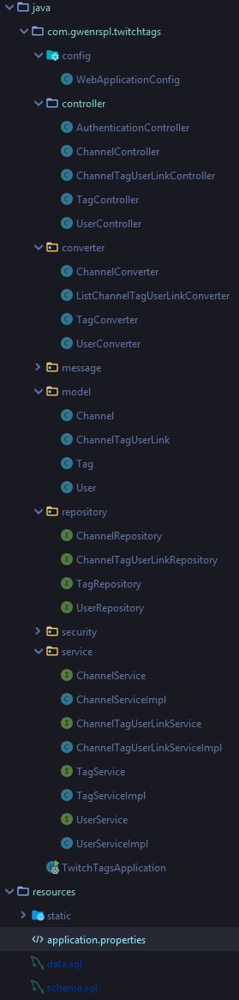 java
com.gwenrspl.twitchtags
config
WebApplicationConfig
controller
AuthenticationController
ChannelController
ChannelTagUserLinkController
TagController
UserController
converter
ChannelConverter
ListChannelTagUserLinkConverter
TagConverter
UserConverter
message
model
Channel
ChannelTagUserLink
Tag
User
repository
ChannelRepository
ChannelTagUserLinkRepository
TagRepository
UserRepository
security
service
ChannelService
ChannelServiceImpl
ChannelTagUserLinkService
ChannelTagUserLinkServiceImpl
TagService
TagServiceImpl
UserService
UserServiceImpl
TwitchTagsApplication
resources
static
application.properties
data.sql
schema.sql